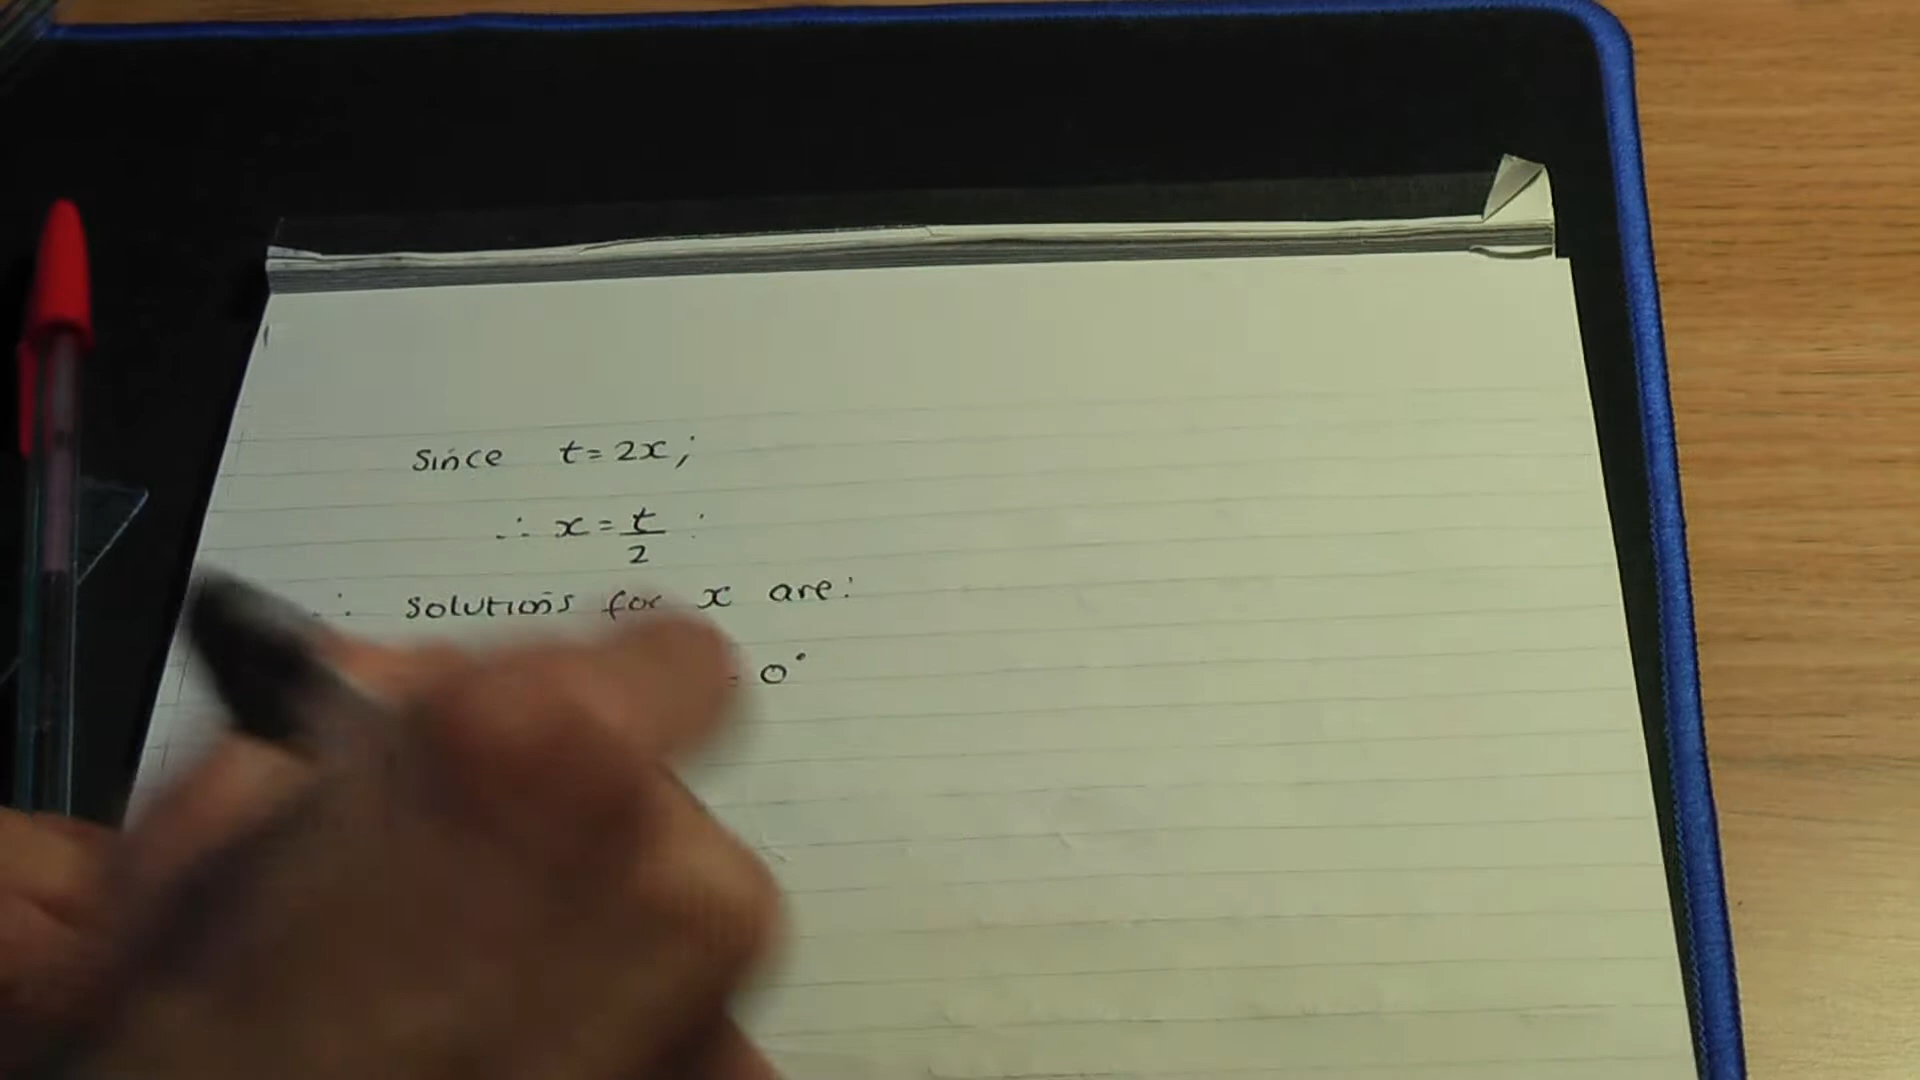 Since t = 2x;
∴ x = t/2 :
∴ solutions for x are:
= 0°